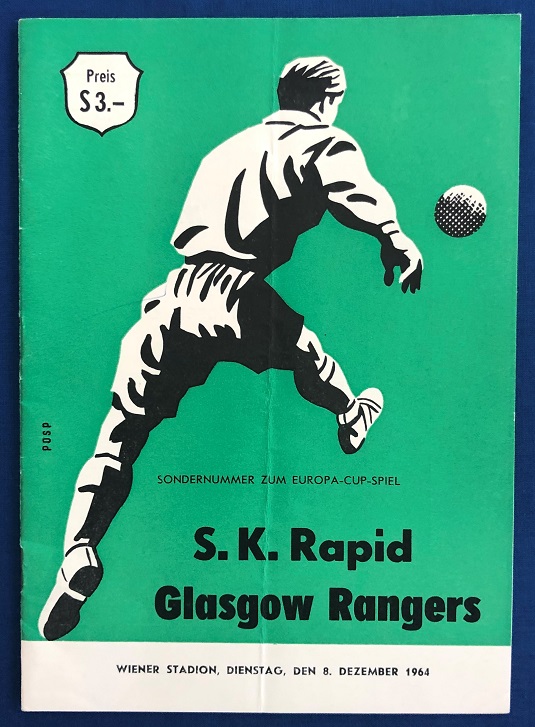 Preis
S 3.–
POSP
SONDERNUMMER ZUM EUROPA-CUP-SPIEL
S. K. Rapid
Glasgow Rangers
WIENER STADION, DIENSTAG, DEN 8. DEZEMBER 1964